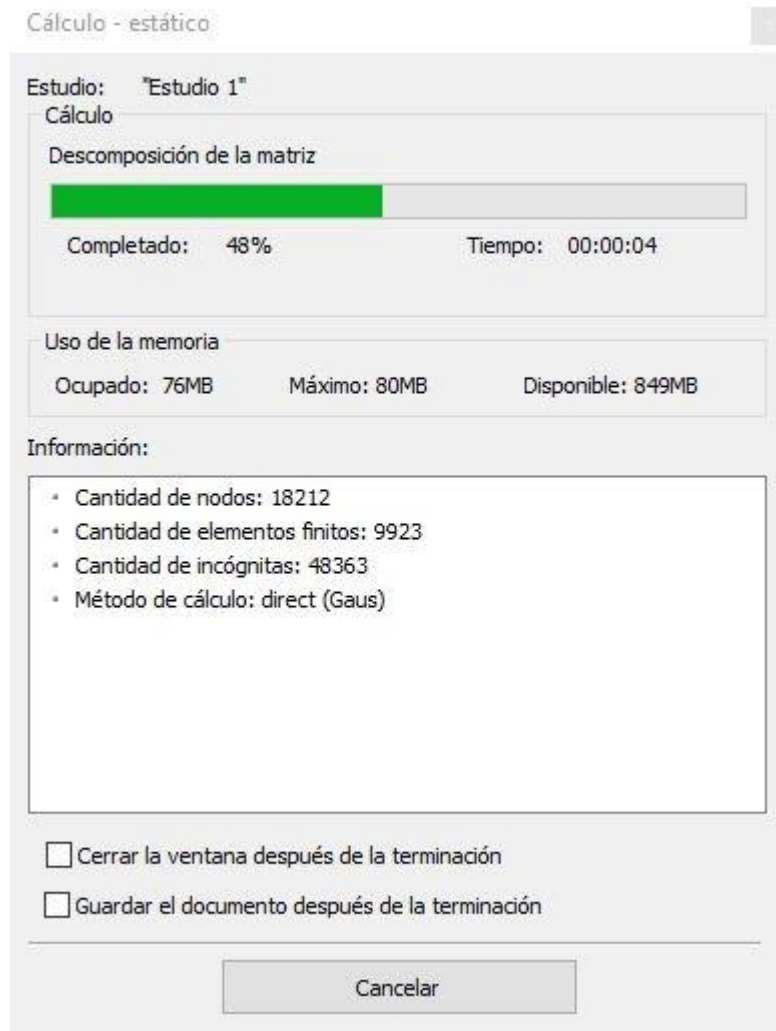 Cálculo - estático
Estudio: "Estudio 1"
Cálculo
Descomposición de la matriz
Completado: 48% Tiempo: 00:00:04
Uso de la memoria
Ocupado: 76MB Máximo: 80MB Disponible: 849MB
Información:
Cantidad de nodos: 18212
Cantidad de elementos finitos: 9923
Cantidad de incógnitas: 48363
Método de cálculo: direct (Gaus)
Cerrar la ventana después de la terminación
Guardar el documento después de la terminación
Cancelar